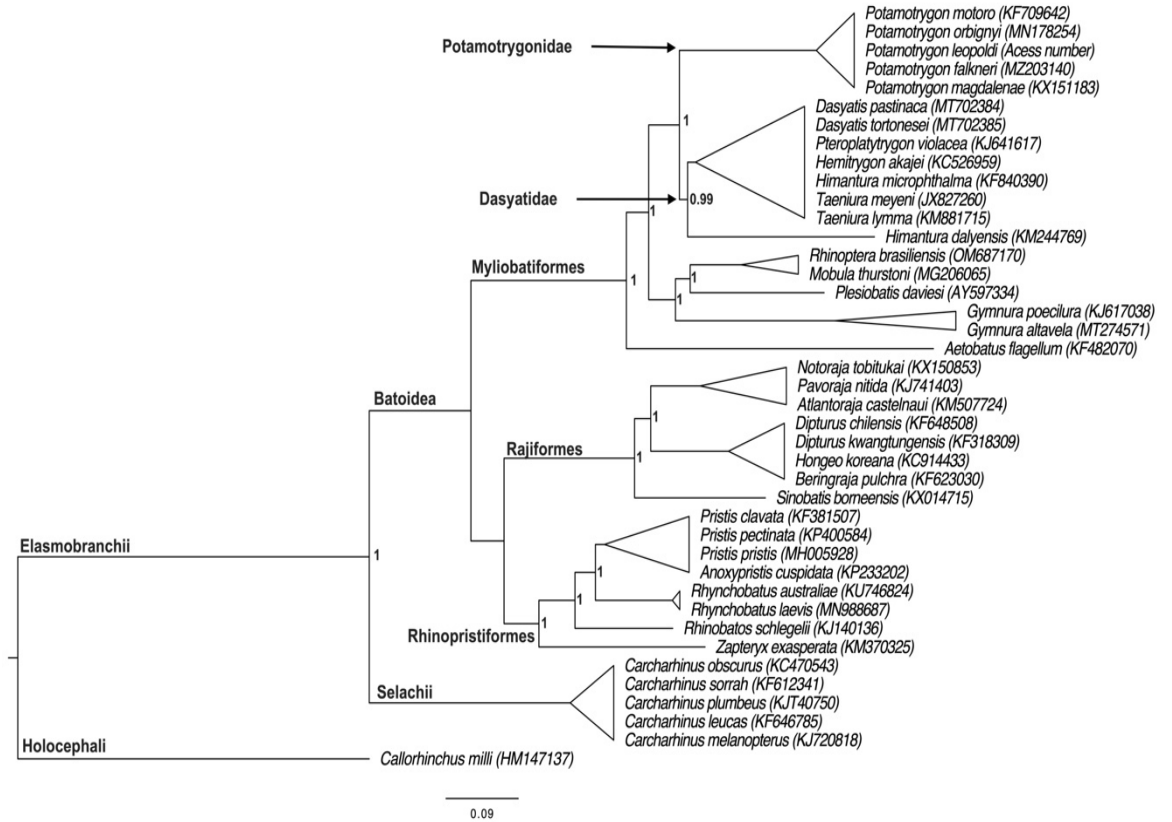 Potamotrygonidae
Potamotrygon motoro (KF709642)
Potamotrygon orbignyi (MN178254)
Potamotrygon leopoldi (Acess number)
Potamotrygon falkneri (MZ203140)
Potamotrygon magdalenae (KX151183)
Dasyatis pastinaca (MT702384)
Dasyatis tortonesei (MT702385)
1
Pteroplatytrygon violacea (KJ641617)
Hemitrygon akajei (KC526959)
Himantura microphthalma (KF840390)
Dasyatidae
0.99
Taeniura meyeni (JX827260)
Taeniura lymma (KM881715)
1
Himantura dalyensis (KM244769)
Rhinoptera brasiliensis (OM687170)
Myliobatiformes
1
1
Mobula thurstoni (MG206065)
Plesiobatis daviesi (AY597334)
1
Gymnura poecilura (KJ617038)
Gymnura altavela (MT274571)
Aetobatus flagellum (KF482070)
Notoraja tobitukai (KX150853)
Pavoraja nitida (KJ741403)
Batoidea
Atlantoraja castelnaui (KM507724)
1
Dipturus chilensis (KF648508)
Dipturus kwangtungensis (KF318309)
Rajiformes
1
Hongeo koreana (KC914433)
Beringraja pulchra (KF623030)
Sinobatis borneensis (KX014715)
Pristis clavata (KF381507)
Pristis pectinata (KP400584)
Elasmobranchii
1
Pristis pristis (MH005928)
1
Anoxypristis cuspidata (KP233202)
Rhynchobatus australiae (KU746824)
1
Rhynchobatus laevis (MN988687)
1
Rhinobatos schlegelii (KJ140136)
Rhinopristiformes
Zapteryx exasperata (KM370325)
Carcharhinus obscurus (KC470543)
Carcharhinus sorrah (KF612341)
Selachii
Carcharhinus plumbeus (KJT40750)
Carcharhinus leucas (KF646785)
Carcharhinus melanopterus (KJ720818)
Holocephali
Callorhinchus milli (HM147137)
0.09